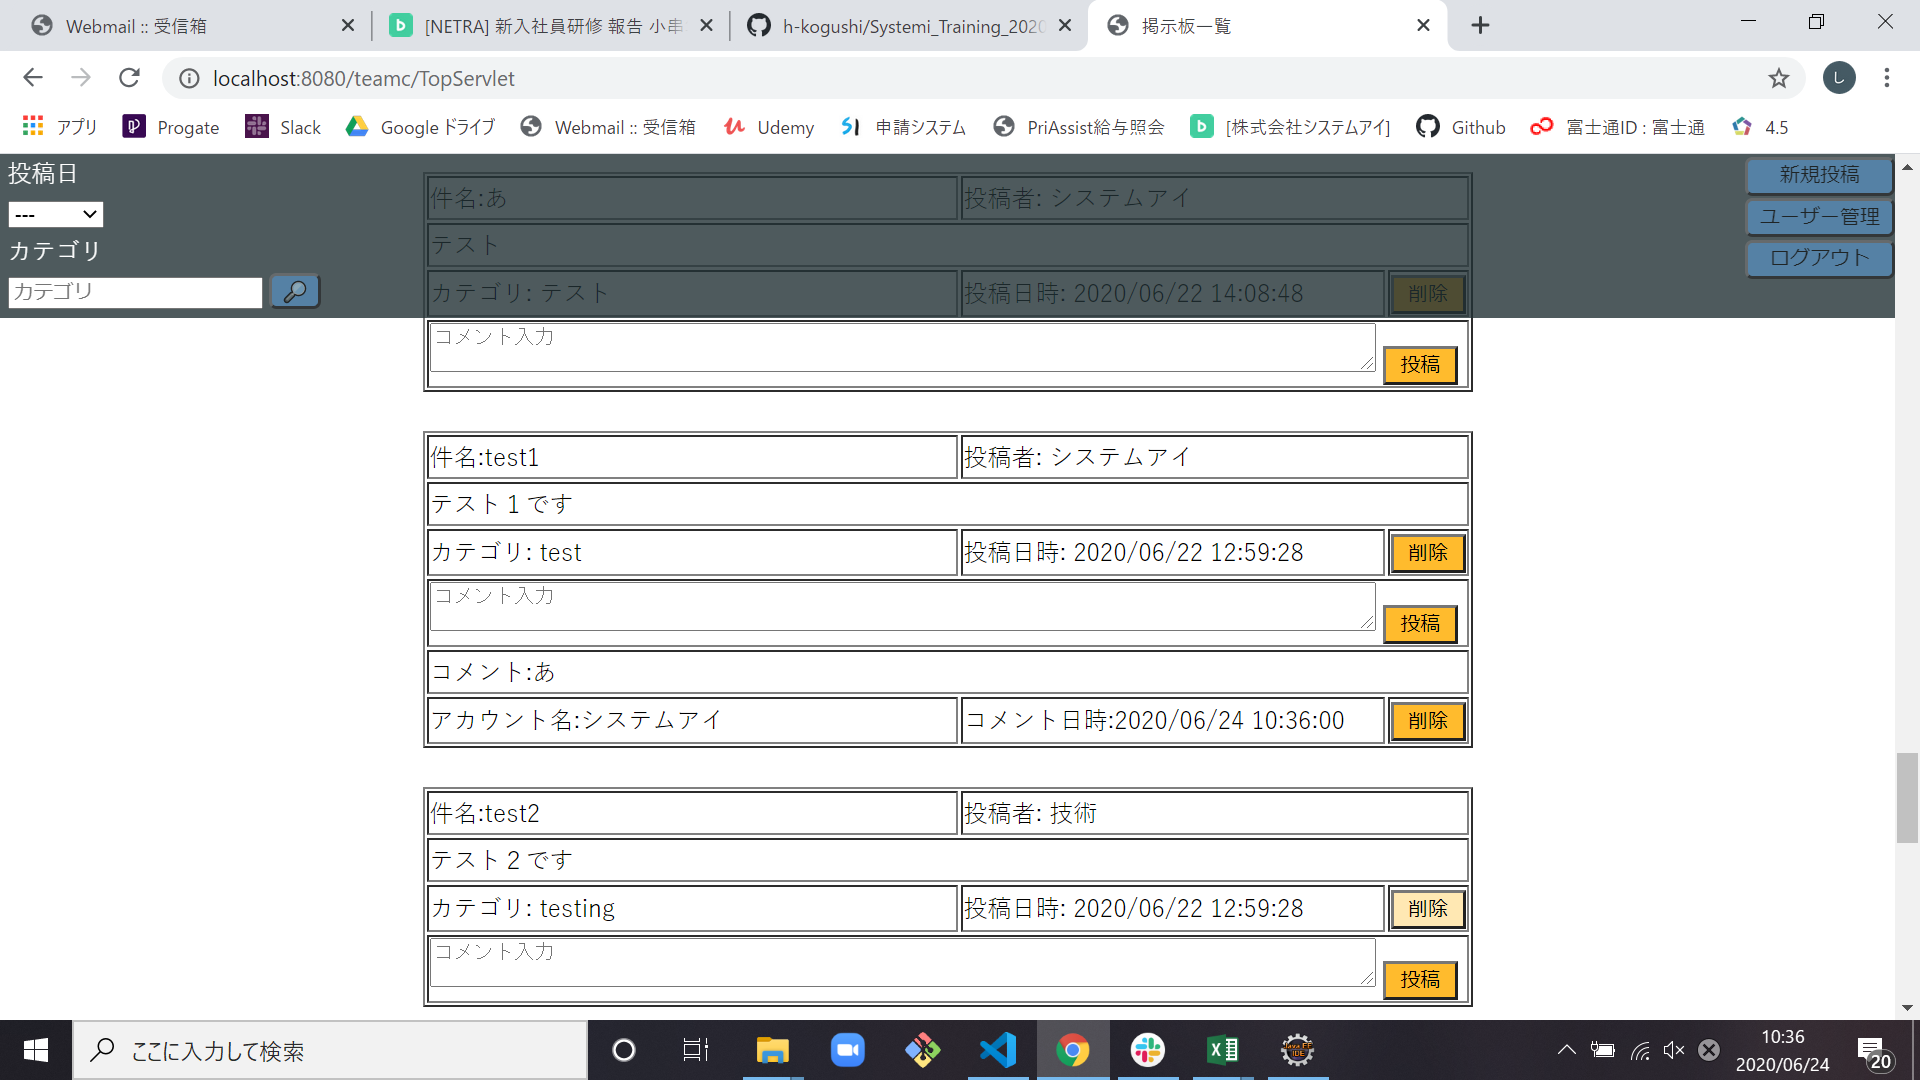 Webmail :: 受信箱
[NETRA] 新入社員研修 報告 小串
h-kogushi/Systemi_Training_2020
掲示板一覧
localhost:8080/teamc/TopServlet
し
アプリ
Progate
Slack
Google ドライブ
Webmail :: 受信箱
Udemy
申請システム
PriAssist給与照会
[株式会社システムアイ]
Github
富士通ID : 富士通
4.5
投稿日
---
カテゴリ
カテゴリ
新規投稿
ユーザー管理
ログアウト
件名:あ
投稿者: システムアイ
テスト
カテゴリ: テスト
投稿日時: 2020/06/22 14:08:48
削除
コメント入力
投稿
件名:test1
投稿者: システムアイ
テスト１です
カテゴリ: test
投稿日時: 2020/06/22 12:59:28
削除
コメント入力
投稿
コメント:あ
アカウント名:システムアイ
コメント日時:2020/06/24 10:36:00
削除
件名:test2
投稿者: 技術
テスト２です
カテゴリ: testing
投稿日時: 2020/06/22 12:59:28
削除
コメント入力
投稿
ここに入力して検索
10:36
2020/06/24
20